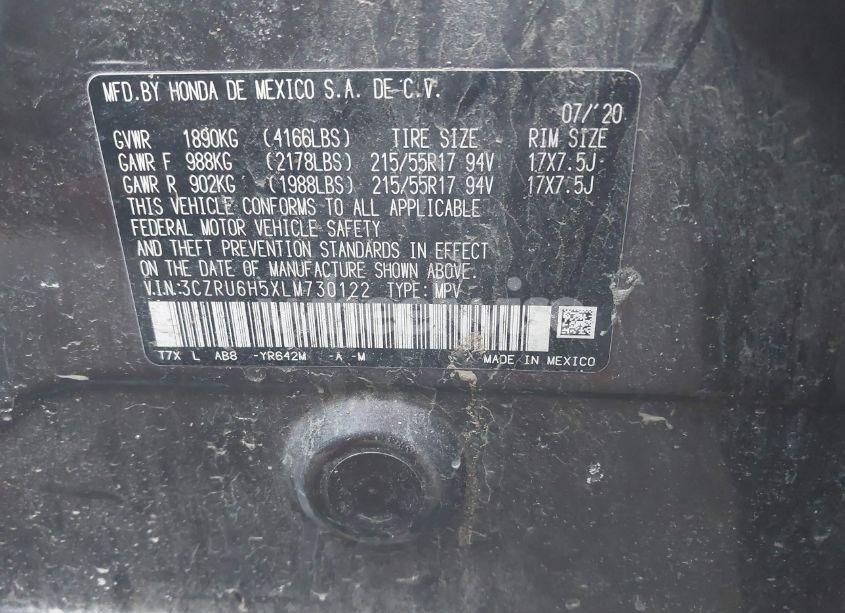 MFD. BY HONDA DE MEXICO S.A. DE C.V.
07/'20
GVWR 1890KG (4166LBS) TIRE SIZE RIM SIZE
GAWR F 988KG (2178LBS) 215/55R17 94V 17X7.5J
GAWR R 902KG (1988LBS) 215/55R17 94V 17X7.5J
THIS VEHICLE CONFORMS TO ALL APPLICABLE
FEDERAL MOTOR VEHICLE SAFETY
AND THEFT PREVENTION STANDARDS IN EFFECT
ON THE DATE OF MANUFACTURE SHOWN ABOVE.
V.I.N:3CZRU6H5XLM730122 TYPE: MPV
T7X L AB8 -YR642M -A -M MADE IN MEXICO